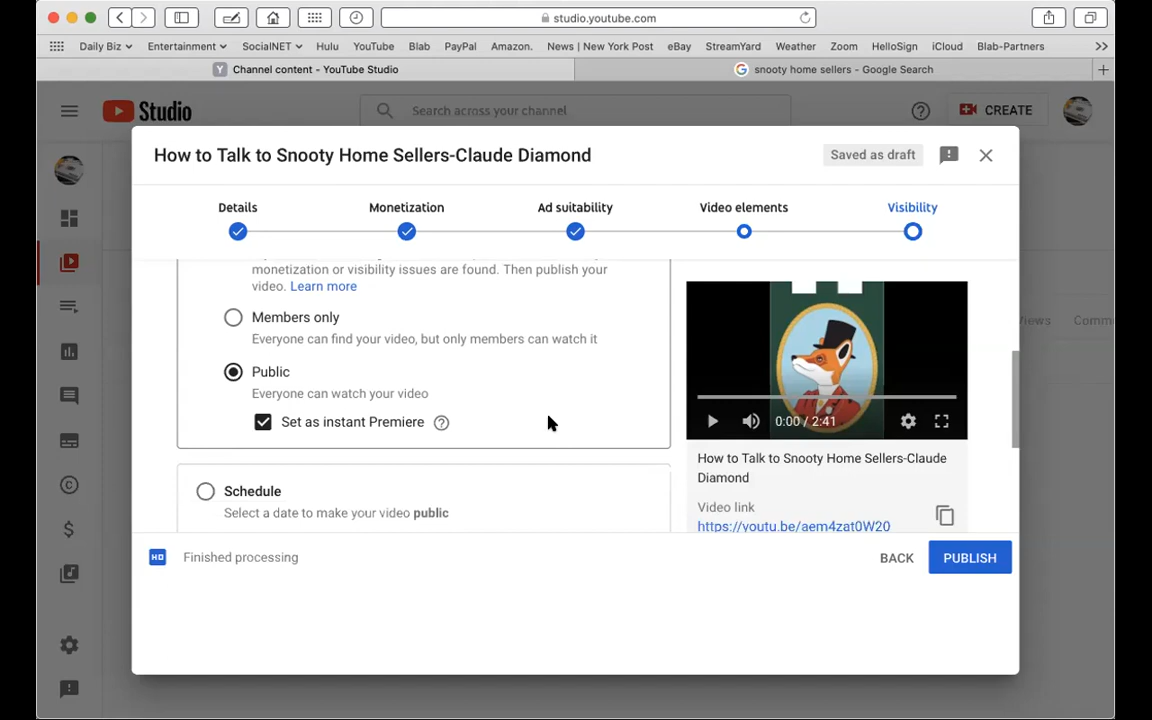 studio.youtube.com
Daily Biz Entertainment SocialNET Hulu YouTube Blab PayPal Amazon. News | New York Post eBay StreamYard Weather Zoom HelloSign iCloud Blab-Partners
Y Channel content - YouTube Studio
snooty home sellers - Google Search
Studio
Search across your channel
CREATE
How to Talk to Snooty Home Sellers-Claude Diamond
Saved as draft
Details Monetization Ad suitability Video elements Visibility
monetization or visibility issues are found. Then publish your
video. Learn more
Members only
Everyone can find your video, but only members can watch it
Public
Everyone can watch your video
Set as instant Premiere
Schedule
Select a date to make your video public
0:00 / 2:41
How to Talk to Snooty Home Sellers-Claude
Diamond
Video link
https://youtu.be/aem4zat0W20
Views
HD Finished processing
BACK
PUBLISH